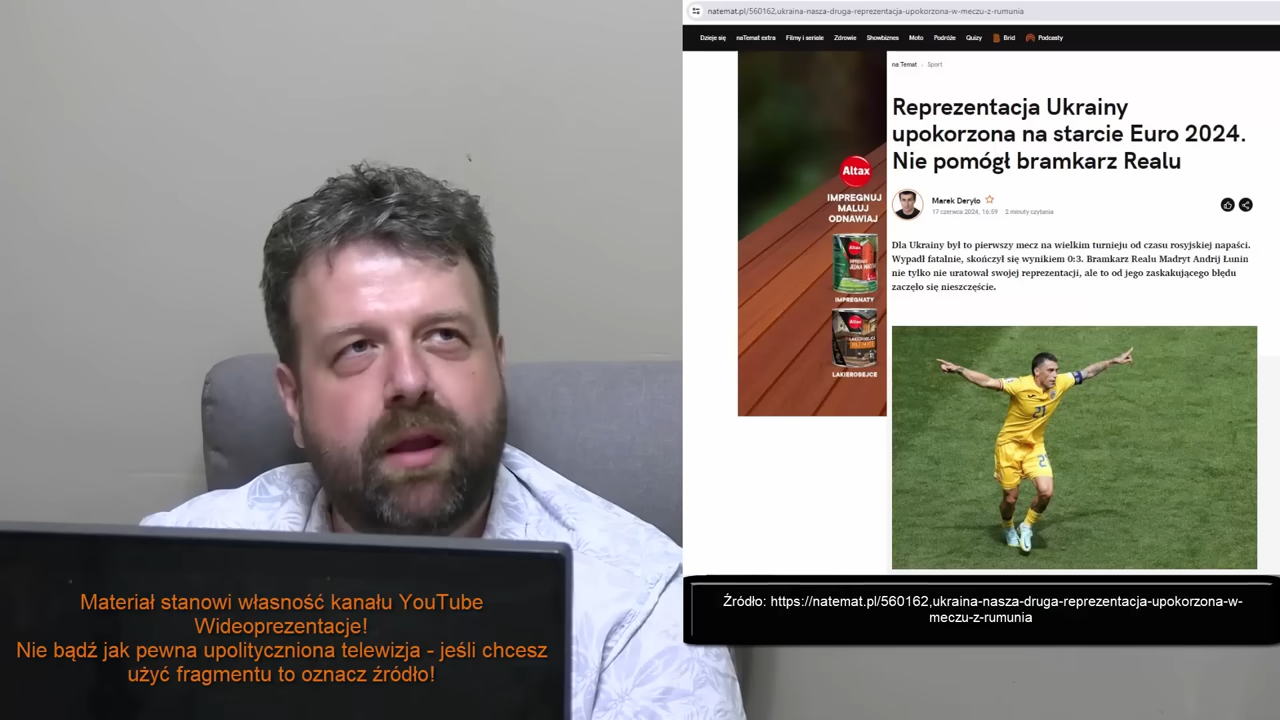 natemat.pl/560162,ukraina-nasza-druga-reprezentacja-upokorzona-w-meczu-z-rumunia
Dzieje się naTemat extra Filmy i seriale Zdrowie Showbiznes Moto Podróże Quizy Brid Podcasty
na Temat › Sport
Reprezentacja Ukrainy
upokorzona na starcie Euro 2024.
Nie pomógł bramkarz Realu
Marek Deryło
17 czerwca 2024, 16:59 2 minuty czytania
Dla Ukrainy był to pierwszy mecz na wielkim turnieju od czasu rosyjskiej napaści.
Wypadł fatalnie, skończył się wynikiem 0:3. Bramkarz Realu Madryt Andrij Łunin
nie tylko nie uratował swojej reprezentacji, ale to od jego zaskakującego błędu
zaczęło się nieszczęście.
Altax
IMPREGNUJ
MALUJ
ODNAWIAJ
IMPREGNATY
LAKIEROBEJCE
21
Źródło: https://natemat.pl/560162,ukraina-nasza-druga-reprezentacja-upokorzona-w-
meczu-z-rumunia
Materiał stanowi własność kanału YouTube
Wideoprezentacje!
Nie bądź jak pewna upolityczniona telewizja - jeśli chcesz
użyć fragmentu to oznacz źródło!